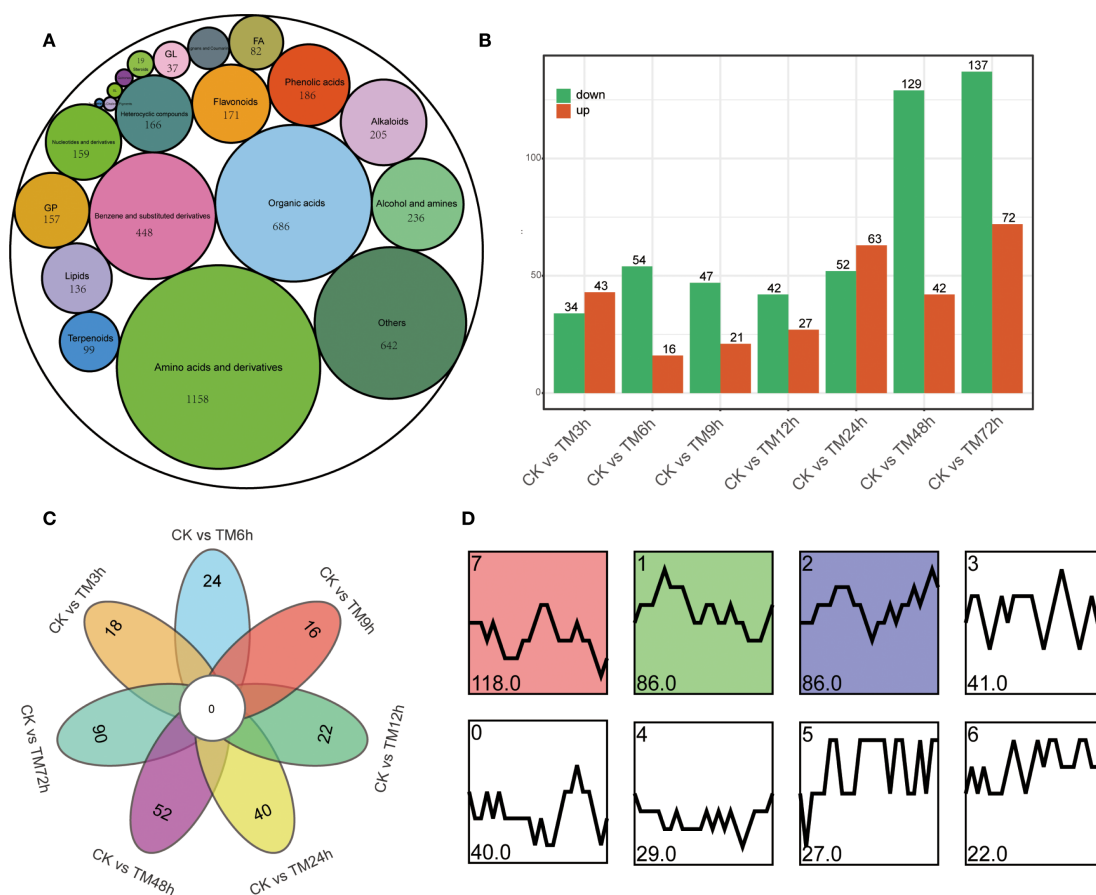 A
FA
82
GL
37
19
Steroids
Phenolic acids
186
Flavonoids
171
Heterocyclic compounds
166
Alkaloids
205
Nucleotides and derivatives
159
GP
157
Benzene and substituted derivatives
448
Organic acids
686
Alcohol and amines
236
Lipids
136
Terpenoids
99
Others
642
Amino acids and derivatives
1158
B
down
up
100
50
0
34
43
54
16
47
21
42
27
52
63
129
42
137
72
CK vs TM3h
CK vs TM6h
CK vs TM9h
CK vs TM12h
CK vs TM24h
CK vs TM48h
CK vs TM72h
C
CK vs TM6h
24
CK vs TM9h
16
CK vs TM12h
22
CK vs TM24h
40
CK vs TM48h
52
CK vs TM72h
90
CK vs TM3h
18
0
D
7
118.0
1
86.0
2
86.0
3
41.0
0
40.0
4
29.0
5
27.0
6
22.0